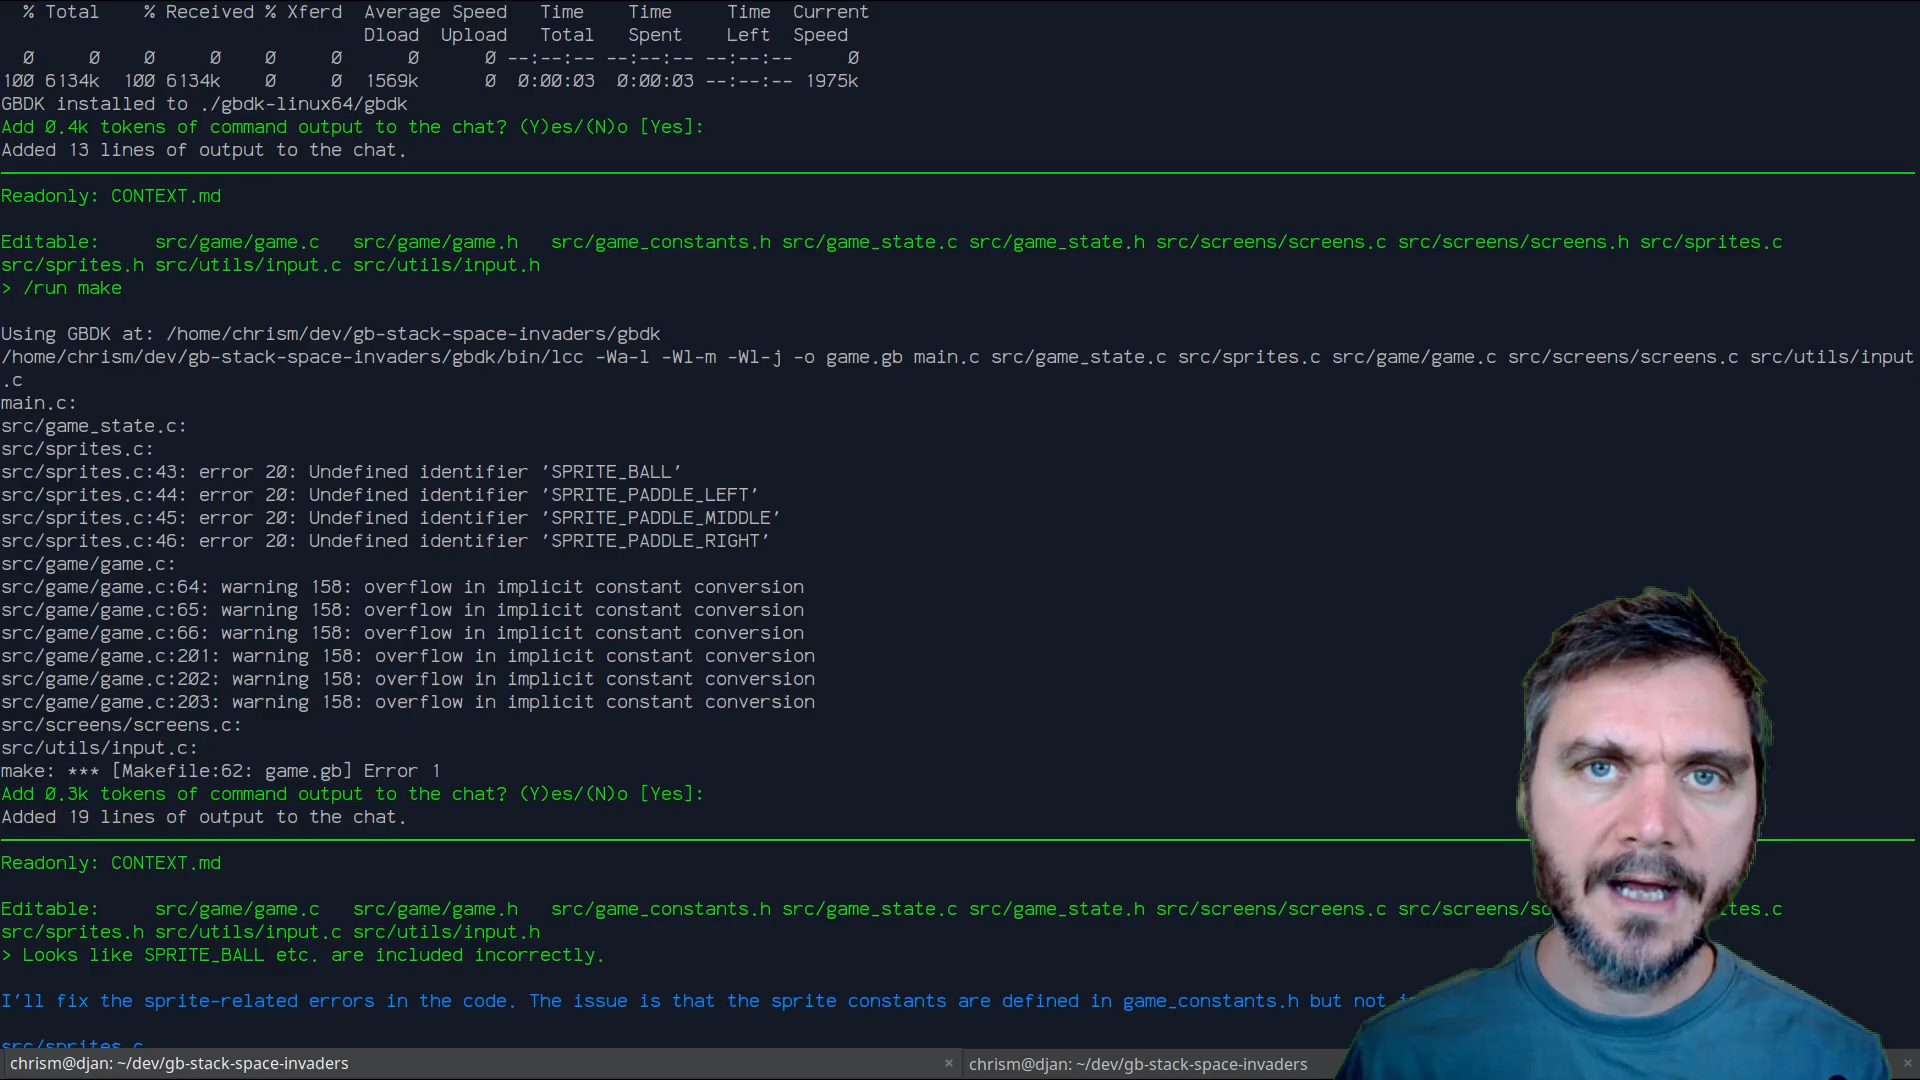 % Total % Received % Xferd Average Speed Time Time Time Current
Dload Upload Total Spent Left Speed
0 0 0 0 0 0 0 0 --:--:-- --:--:-- --:--:-- 0
100 6134k 100 6134k 0 0 1569k 0 0:00:03 0:00:03 --:--:-- 1975k
GBDK installed to ./gbdk-linux64/gbdk
Add 0.4k tokens of command output to the chat? (Y)es/(N)o [Yes]:
Added 13 lines of output to the chat.
Readonly: CONTEXT.md
Editable: src/game/game.c src/game/game.h src/game_constants.h src/game_state.c src/game_state.h src/screens/screens.c src/screens/screens.h src/sprites.c
src/sprites.h src/utils/input.c src/utils/input.h
> /run make
Using GBDK at: /home/chrism/dev/gb-stack-space-invaders/gbdk
/home/chrism/dev/gb-stack-space-invaders/gbdk/bin/lcc -Wa-l -Wl-m -Wl-j -o game.gb main.c src/game_state.c src/sprites.c src/game/game.c src/screens/screens.c src/utils/input
.c
main.c:
src/game_state.c:
src/sprites.c:
src/sprites.c:43: error 20: Undefined identifier 'SPRITE_BALL'
src/sprites.c:44: error 20: Undefined identifier 'SPRITE_PADDLE_LEFT'
src/sprites.c:45: error 20: Undefined identifier 'SPRITE_PADDLE_MIDDLE'
src/sprites.c:46: error 20: Undefined identifier 'SPRITE_PADDLE_RIGHT'
src/game/game.c:
src/game/game.c:64: warning 158: overflow in implicit constant conversion
src/game/game.c:65: warning 158: overflow in implicit constant conversion
src/game/game.c:66: warning 158: overflow in implicit constant conversion
src/game/game.c:201: warning 158: overflow in implicit constant conversion
src/game/game.c:202: warning 158: overflow in implicit constant conversion
src/game/game.c:203: warning 158: overflow in implicit constant conversion
src/screens/screens.c:
src/utils/input.c:
make: *** [Makefile:62: game.gb] Error 1
Add 0.3k tokens of command output to the chat? (Y)es/(N)o [Yes]:
Added 19 lines of output to the chat.
Readonly: CONTEXT.md
Editable: src/game/game.c src/game/game.h src/game_constants.h src/game_state.c src/game_state.h src/screens/screens.c
src/sprites.h src/utils/input.c src/utils/input.h
> Looks like SPRITE_BALL etc. are included incorrectly.
I'll fix the sprite-related errors in the code. The issue is that the sprite constants are defined in game_constants.h but not
src/sprites.c
chrism@djan: ~/dev/gb-stack-space-invaders × chrism@djan: ~/dev/gb-stack-space-invaders ×